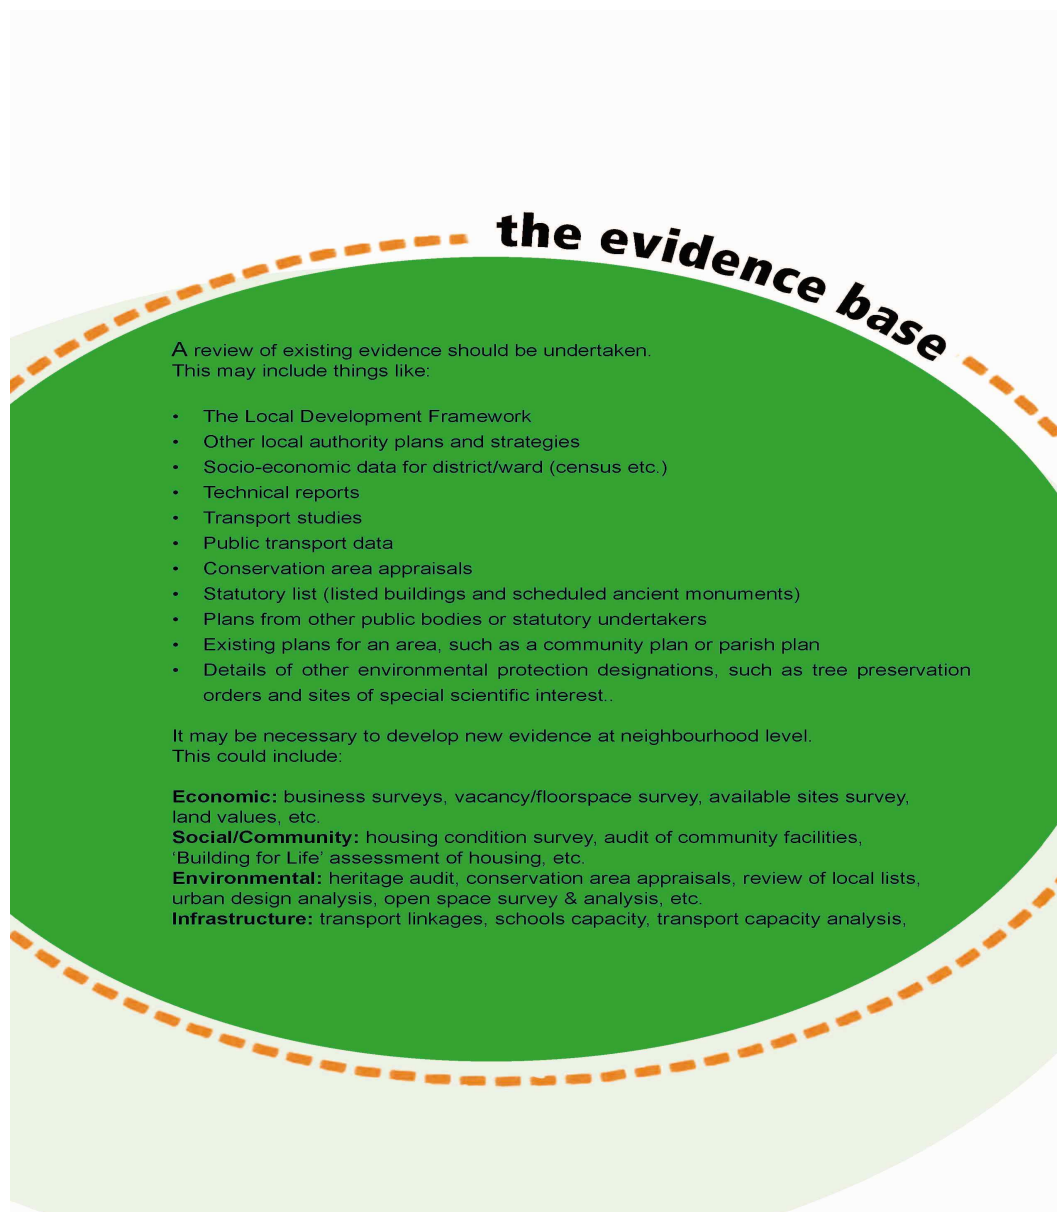 the evidence base
A review of existing evidence should be undertaken.
This may include things like:
• The Local Development Framework
• Other local authority plans and strategies
• Socio-economic data for district/ward (census etc.)
• Technical reports
• Transport studies
• Public transport data
• Conservation area appraisals
• Statutory list (listed buildings and scheduled ancient monuments)
• Plans from other public bodies or statutory undertakers
• Existing plans for an area, such as a community plan or parish plan
• Details of other environmental protection designations, such as tree preservation
orders and sites of special scientific interest..
It may be necessary to develop new evidence at neighbourhood level.
This could include:
Economic: business surveys, vacancy/floorspace survey, available sites survey,
land values, etc.
Social/Community: housing condition survey, audit of community facilities,
‘Building for Life’ assessment of housing, etc.
Environmental: heritage audit, conservation area appraisals, review of local lists,
urban design analysis, open space survey & analysis, etc.
Infrastructure: transport linkages, schools capacity, transport capacity analysis,